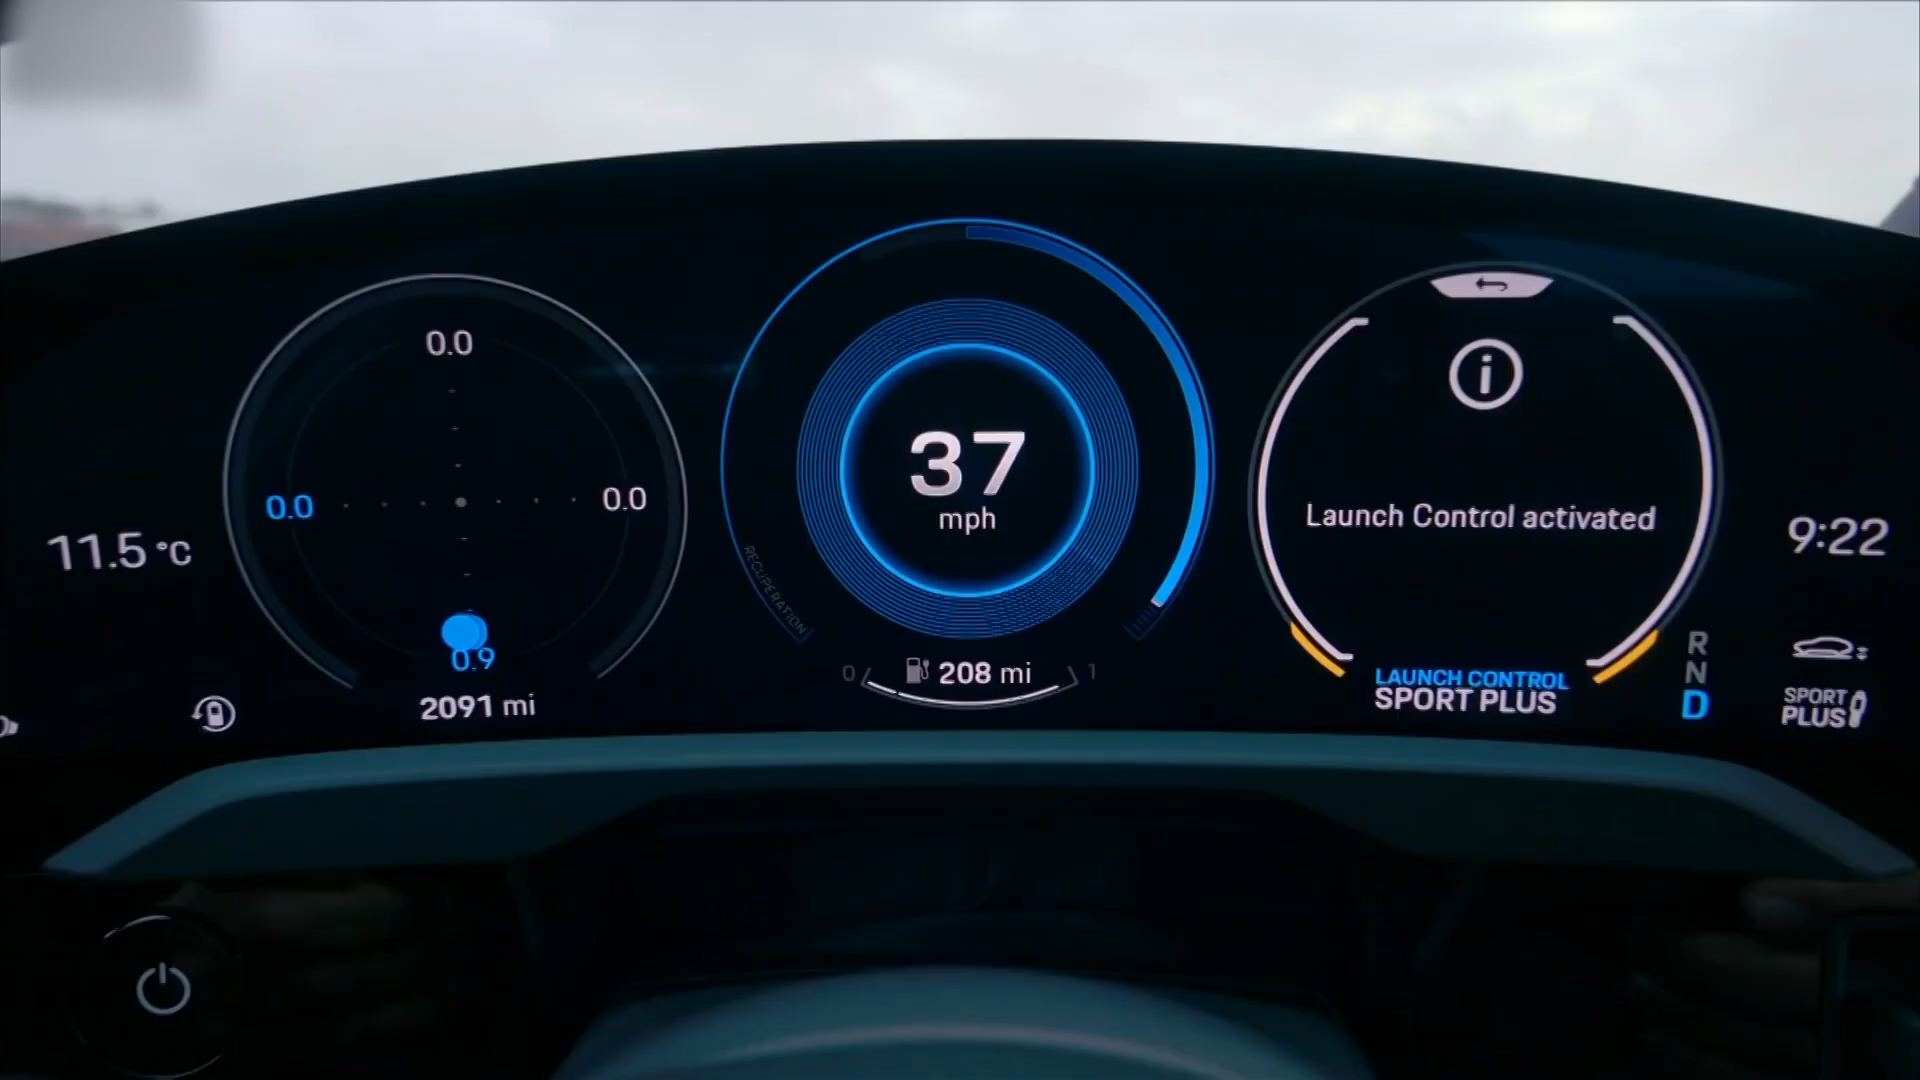 11.5 °C
0.0
0.0
0.0
0.9
2091 mi
37
mph
RECUPERATION
0
208 mi
1
Launch Control activated
LAUNCH CONTROL
SPORT PLUS
R
N
D
9:22
SPORT
PLUS